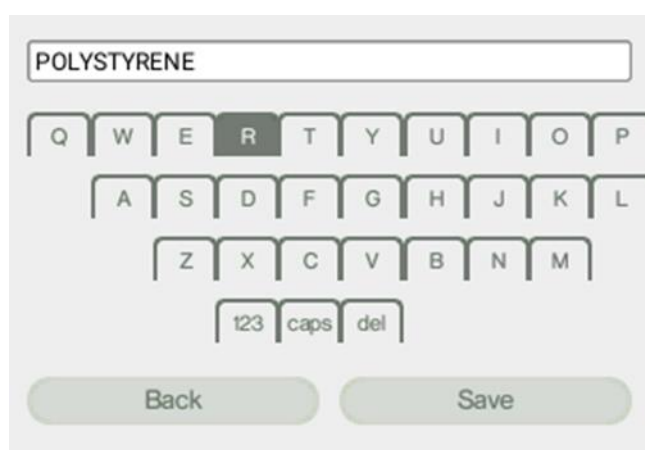 POLYSTYRENE
Q W E R T Y U I O P
A S D F G H J K L
Z X C V B N M
123 caps del
Back Save